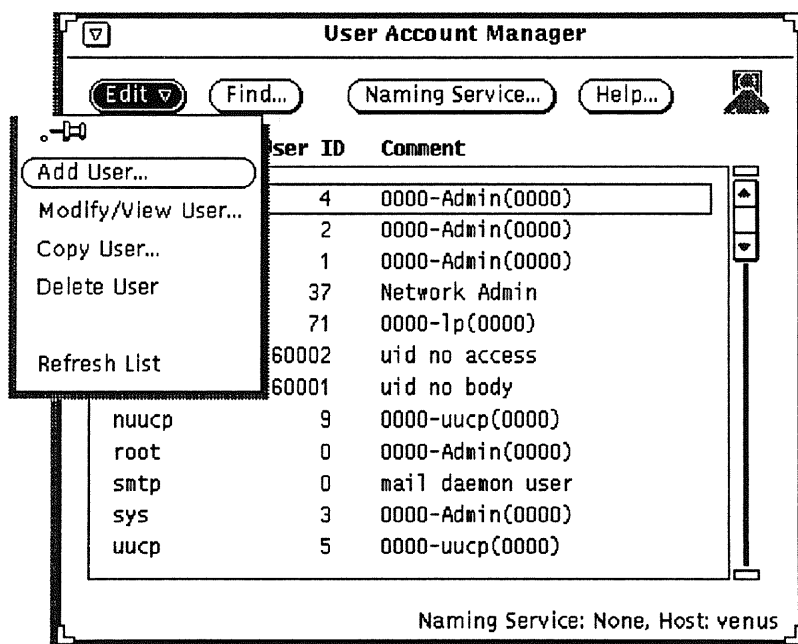 User Account Manager
Edit Find... Naming Service... Help...
ser ID Comment
Add User...
Modify/View User...
Copy User...
Delete User
Refresh List
4 0000-Admin(0000)
2 0000-Admin(0000)
1 0000-Admin(0000)
37 Network Admin
71 0000-lp(0000)
60002 uid no access
60001 uid no body
nuucp 9 0000-uucp(0000)
root 0 0000-Admin(0000)
smtp 0 mail daemon user
sys 3 0000-Admin(0000)
uucp 5 0000-uucp(0000)
Naming Service: None, Host: venus